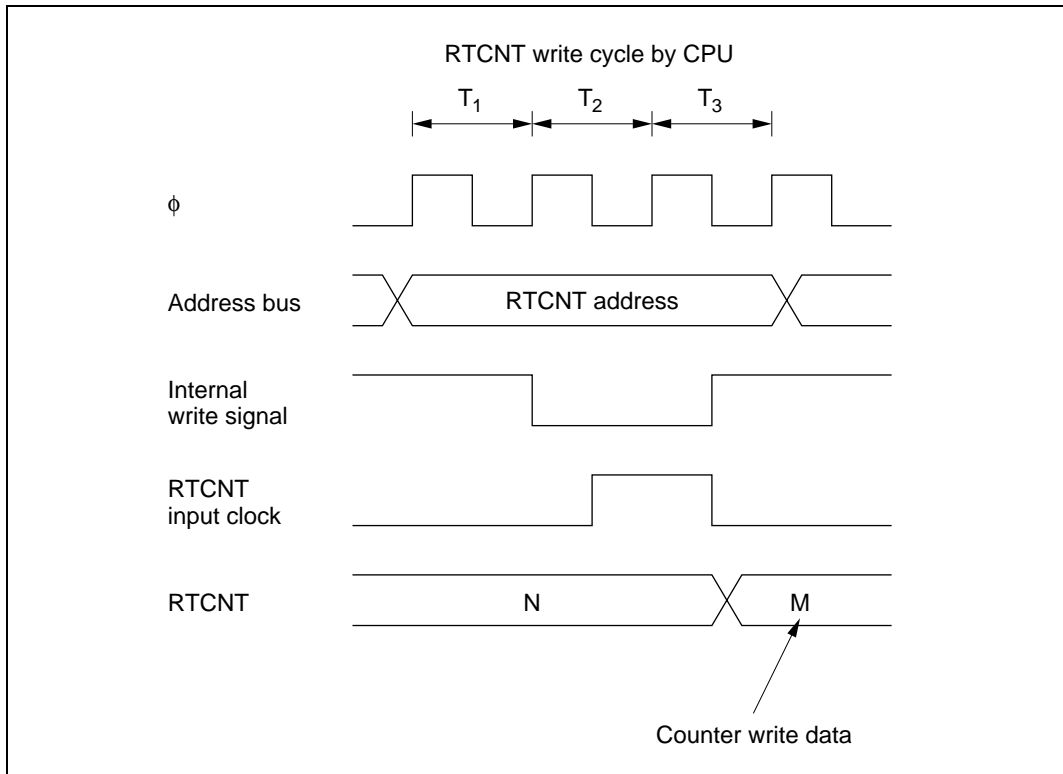 RTCNT write cycle by CPU
T1 T2 T3
ϕ
Address bus RTCNT address
Internal
write signal
RTCNT
input clock
RTCNT N M
Counter write data